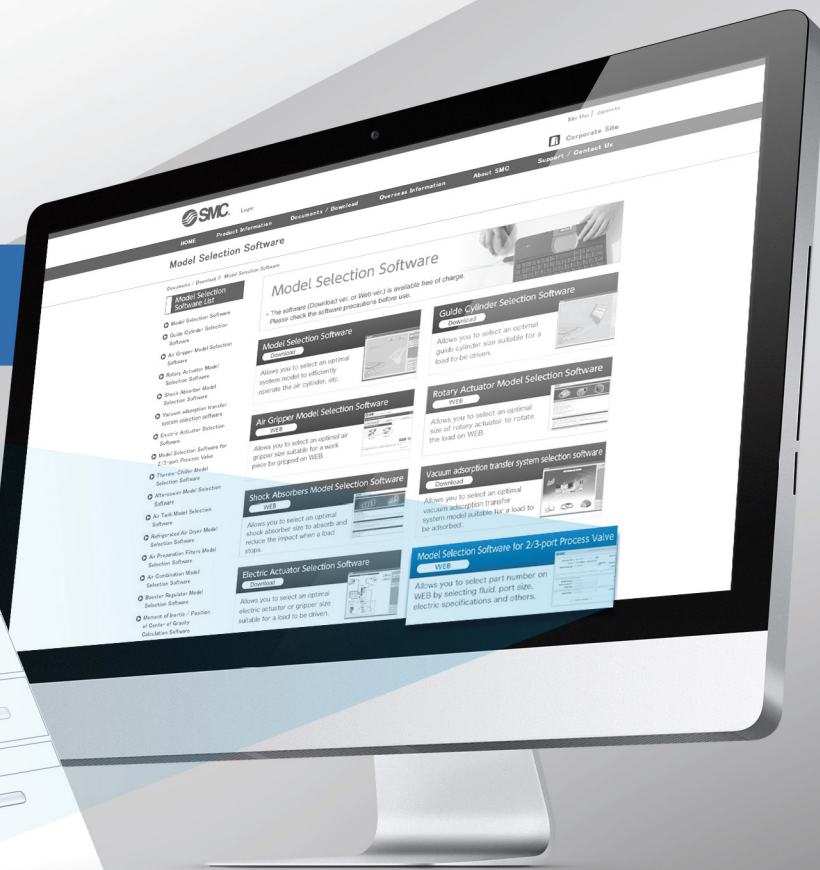 Site Map | Japanese
Corporate Site
SMC Login
HOME Product Information Documents / Download Overseas Information About SMC Support / Contact Us
Model Selection Software
Documents / Download > Model Selection Software
Model Selection
Software List
Model Selection Software
Guide Cylinder Selection
Software
Air Gripper Model Selection
Software
Rotary Actuator Model
Selection Software
Shock Absorber Model
Selection Software
Vacuum adsorption transfer
system selection software
Electric Actuator Selection
Software
Model Selection Software for
2/3-port Process Valve
Thermo-Chiller Model
Selection Software
Aftercooler Model Selection
Software
Air Tank Model Selection
Software
Refrigerated Air Dryer Model
Selection Software
Air Preparation Filters Model
Selection Software
Air Combination Model
Selection Software
Booster Regulator Model
Selection Software
Moment of Inertia / Position
of Center of Gravity
Calculation Software
Model Selection Software
• The software (Download ver. or Web ver.) is available free of charge.
Please check the software precautions before use.
Model Selection Software
Download
Allows you to select an optimal
system model to efficiently
operate the air cylinder, etc.
Guide Cylinder Selection Software
Download
Allows you to select an optimal
guide cylinder size suitable for a
load to be driven.
Air Gripper Model Selection Software
WEB
Allows you to select an optimal air
gripper size suitable for a work
piece be gripped on WEB.
Rotary Actuator Model Selection Software
WEB
Allows you to select an optimal
size of rotary actuator to rotate
the load on WEB.
Shock Absorbers Model Selection Software
WEB
Allows you to select an optimal
shock absorber size to absorb and
reduce the impact when a load
stops.
Vacuum adsorption transfer system selection software
Download
Allows you to select an optimal
vacuum adsorption transfer
system model suitable for a load to
be adsorbed.
Electric Actuator Selection Software
Download
Allows you to select an optimal
electric actuator or gripper size
suitable for a load to be driven.
Model Selection Software for 2/3-port Process Valve
WEB
Allows you to select part number on
WEB by selecting fluid, port size,
electric specifications and others.